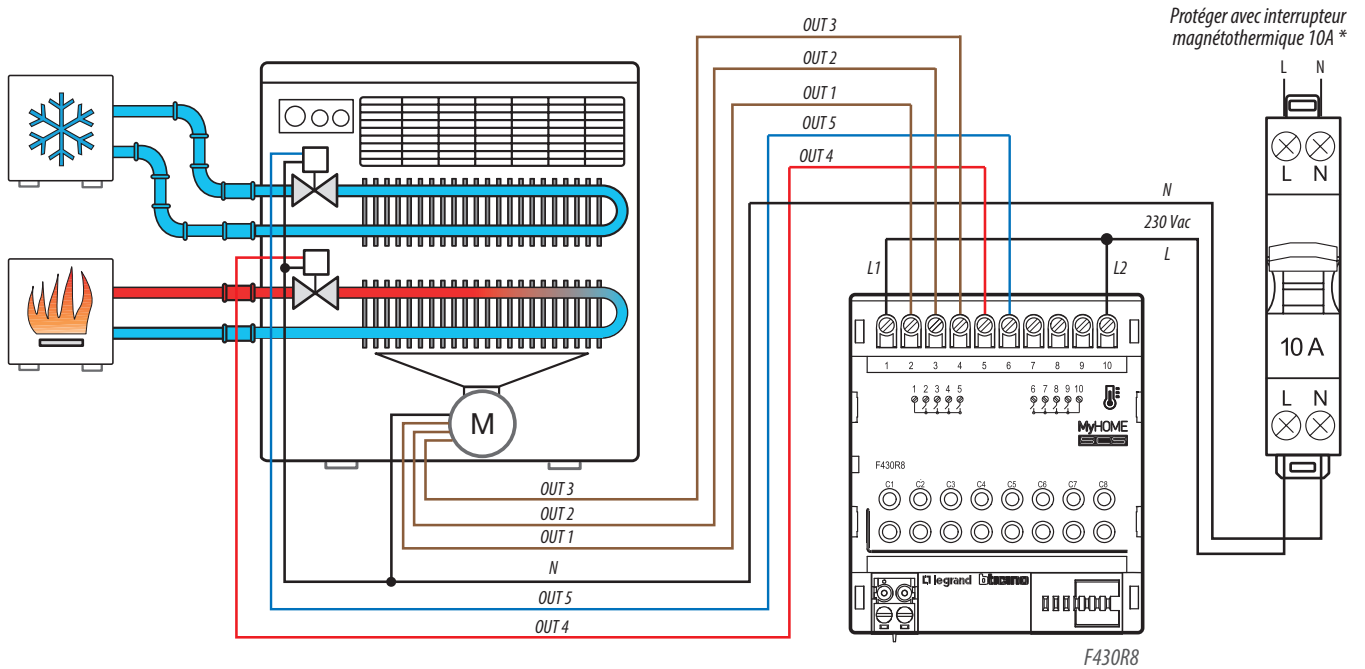 Protéger avec interrupteur
magnétothermique 10A *
L N
OUT 3
OUT 2
OUT 1
OUT 5
OUT 4
N
230 Vac
L
L1
L2
L N
10 A
L N
1 2 3 4 5 6 7 8 9 10
1 2 3 4 5
6 7 8 9 10
MyHOME
SCS
F430R8
C1 C2 C3 C4 C5 C6 C7 C8
M
OUT 3
OUT 2
OUT 1
N
OUT 5
OUT 4
legrand bticino
F430R8